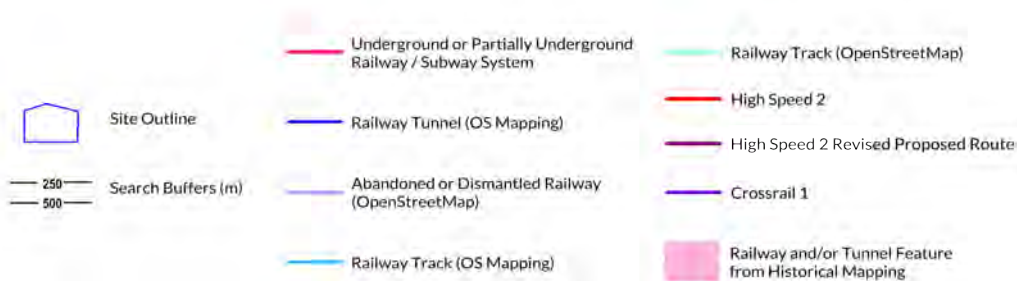 Site Outline
250
500
Search Buffers (m)
Underground or Partially Underground
Railway / Subway System
Railway Tunnel (OS Mapping)
Abandoned or Dismantled Railway
(OpenStreetMap)
Railway Track (OS Mapping)
Railway Track (OpenStreetMap)
High Speed 2
High Speed 2 Revised Proposed Route
Crossrail 1
Railway and/or Tunnel Feature
from Historical Mapping